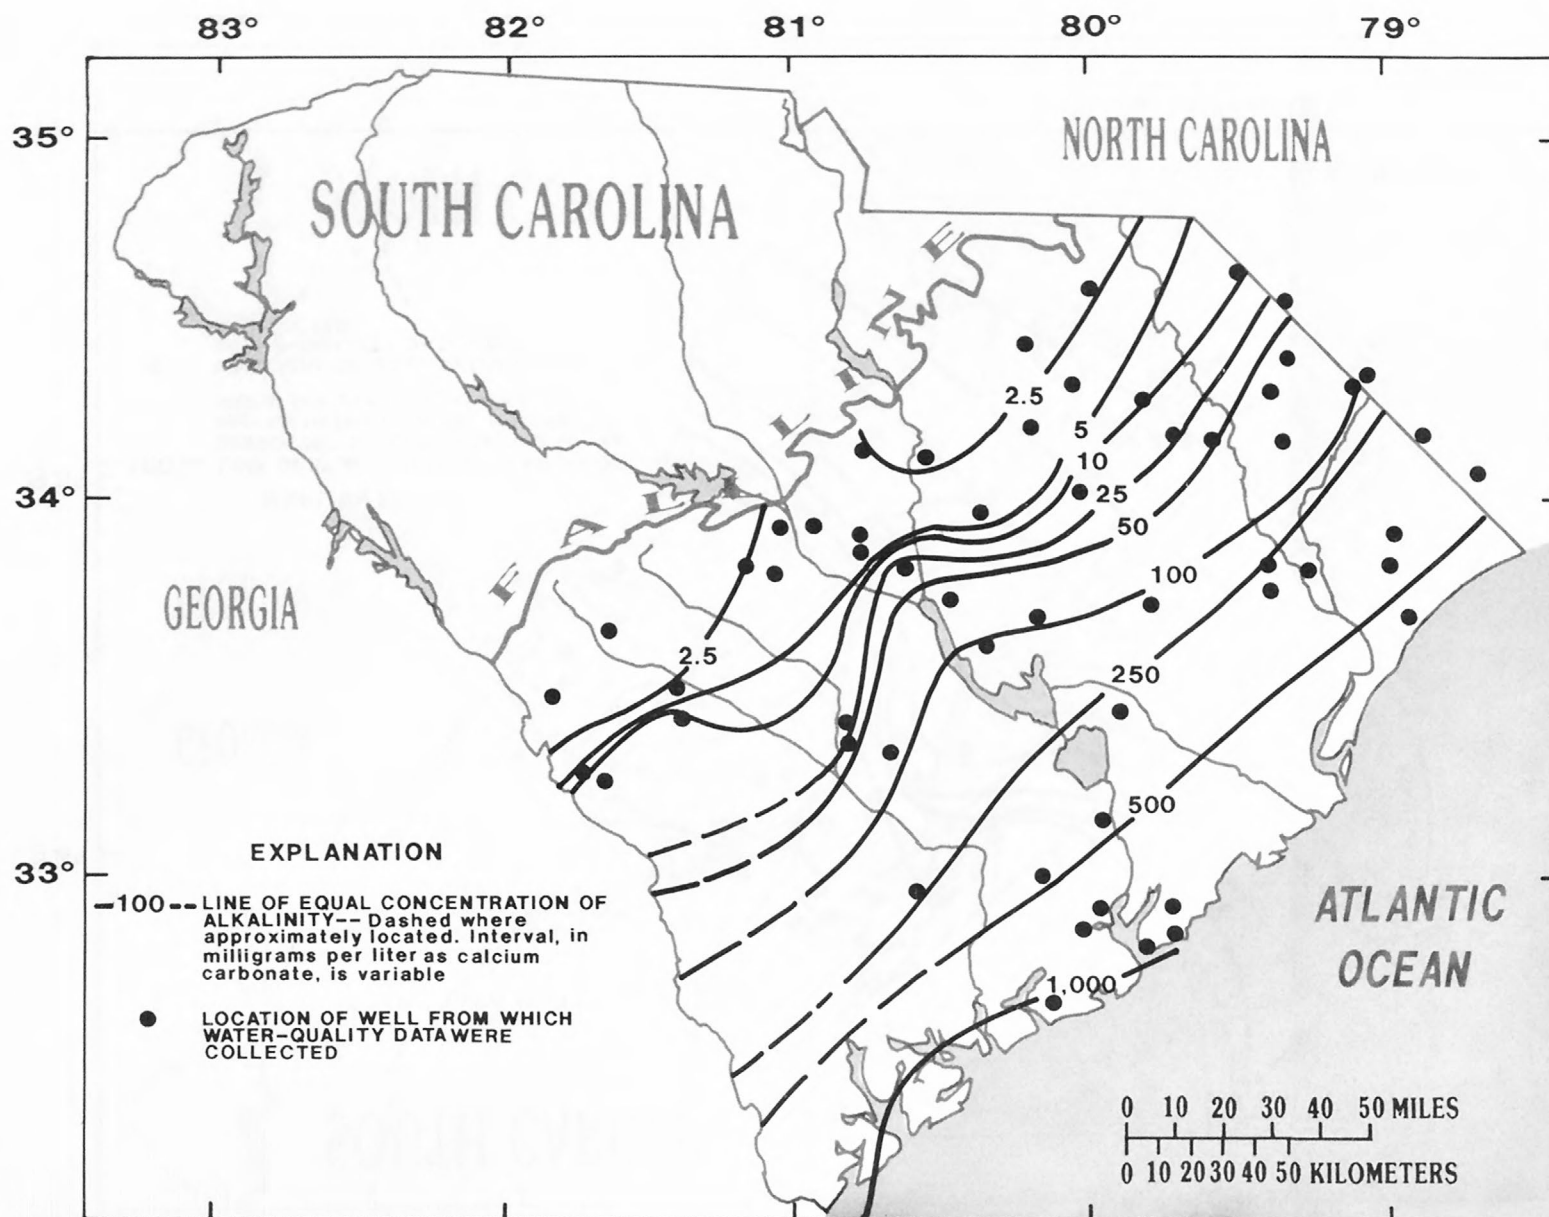 83° 82° 81° 80° 79°
35°
NORTH CAROLINA
SOUTH CAROLINA
FALL LINE
2.5
5
10
34°
25
50
100
GEORGIA
2.5
250
500
EXPLANATION
33°
—100-- LINE OF EQUAL CONCENTRATION OF
ALKALINITY-- Dashed where
approximately located. Interval, in
milligrams per liter as calcium
carbonate, is variable
ATLANTIC
OCEAN
1,000
LOCATION OF WELL FROM WHICH
WATER-QUALITY DATA WERE
COLLECTED
0 10 20 30 40 50 MILES
0 10 20 30 40 50 KILOMETERS